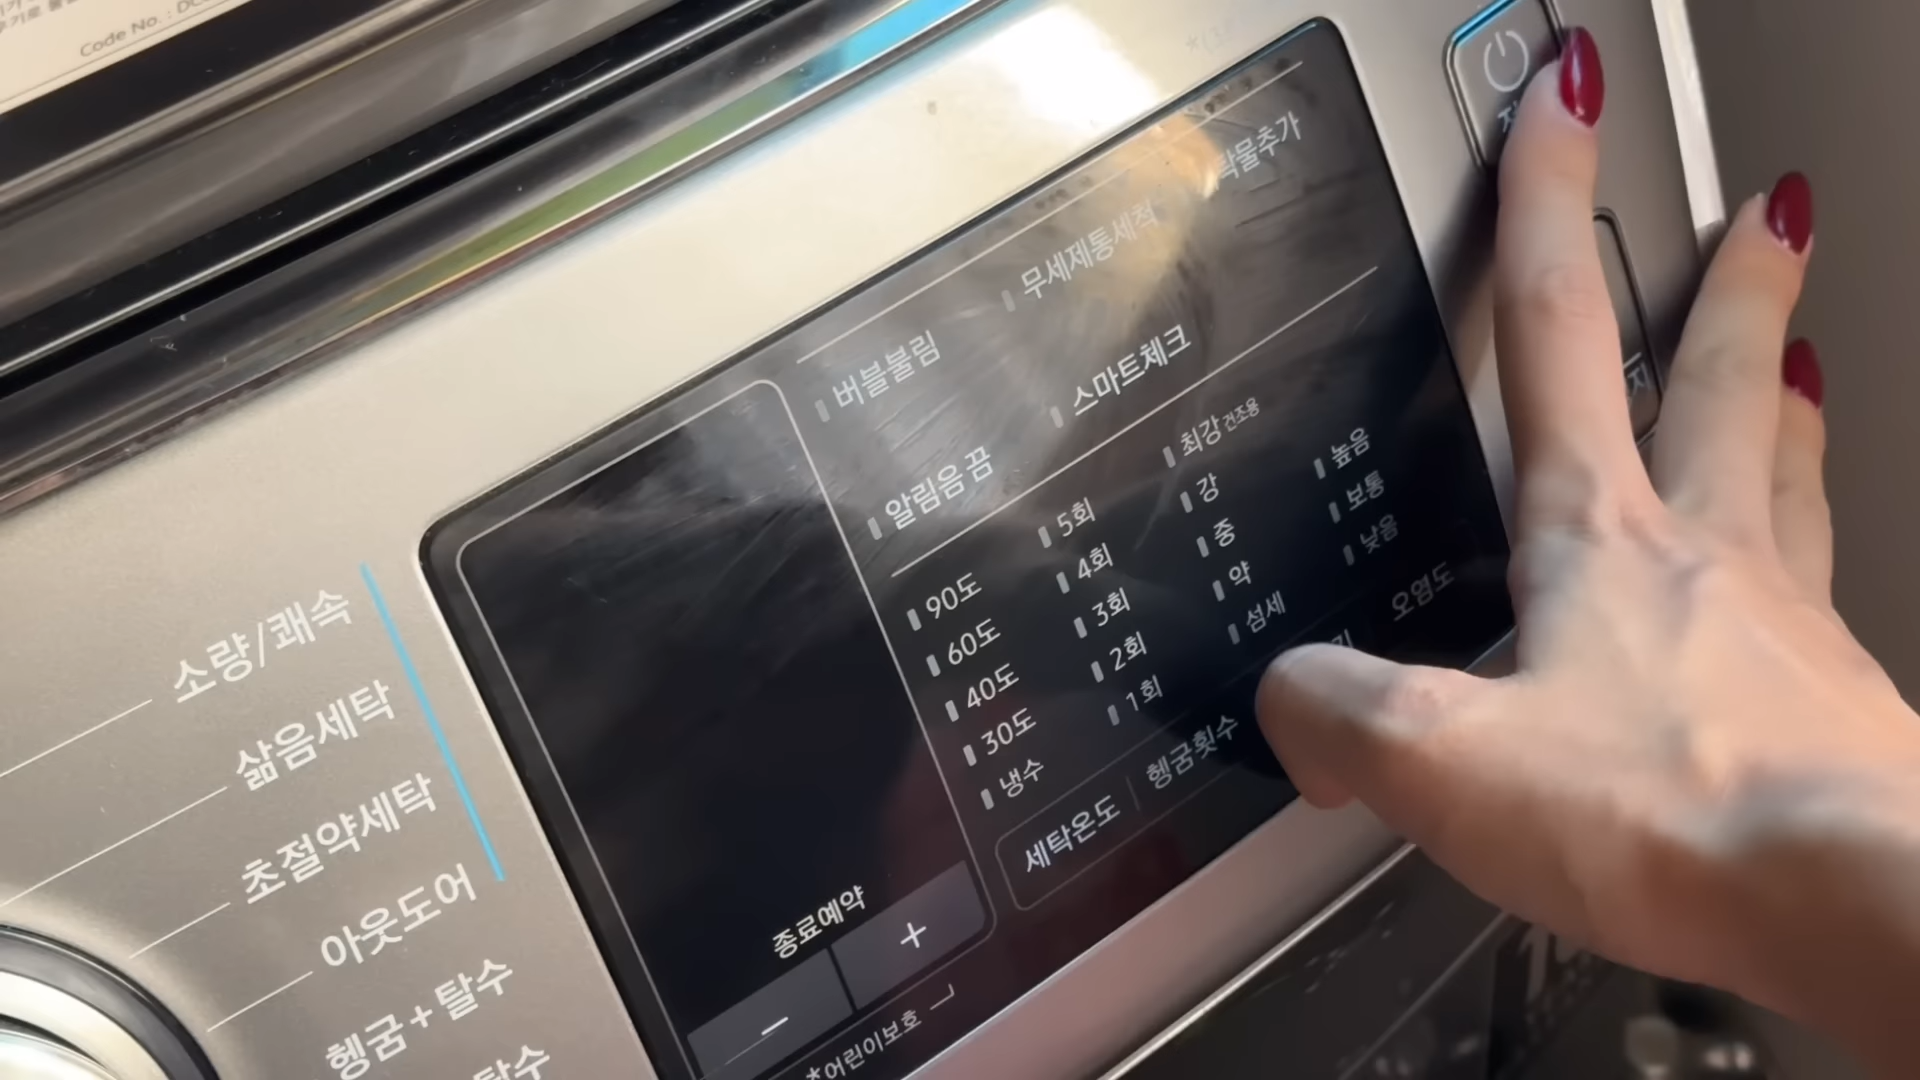 Code No. :
소량/쾌속
삶음세탁
초절약세탁
아웃도어
헹굼+탈수
탈수
버블불림
무세제통세척
알림음 끔
스마트체크
90도
60도
40도
30도
냉수
5회
4회
3회
2회
1회
최강 건조용
강
중
약
섬세
높음
보통
낮음
세탁온도
헹굼횟수
오염도
종료예약
−
+
*어린이보호